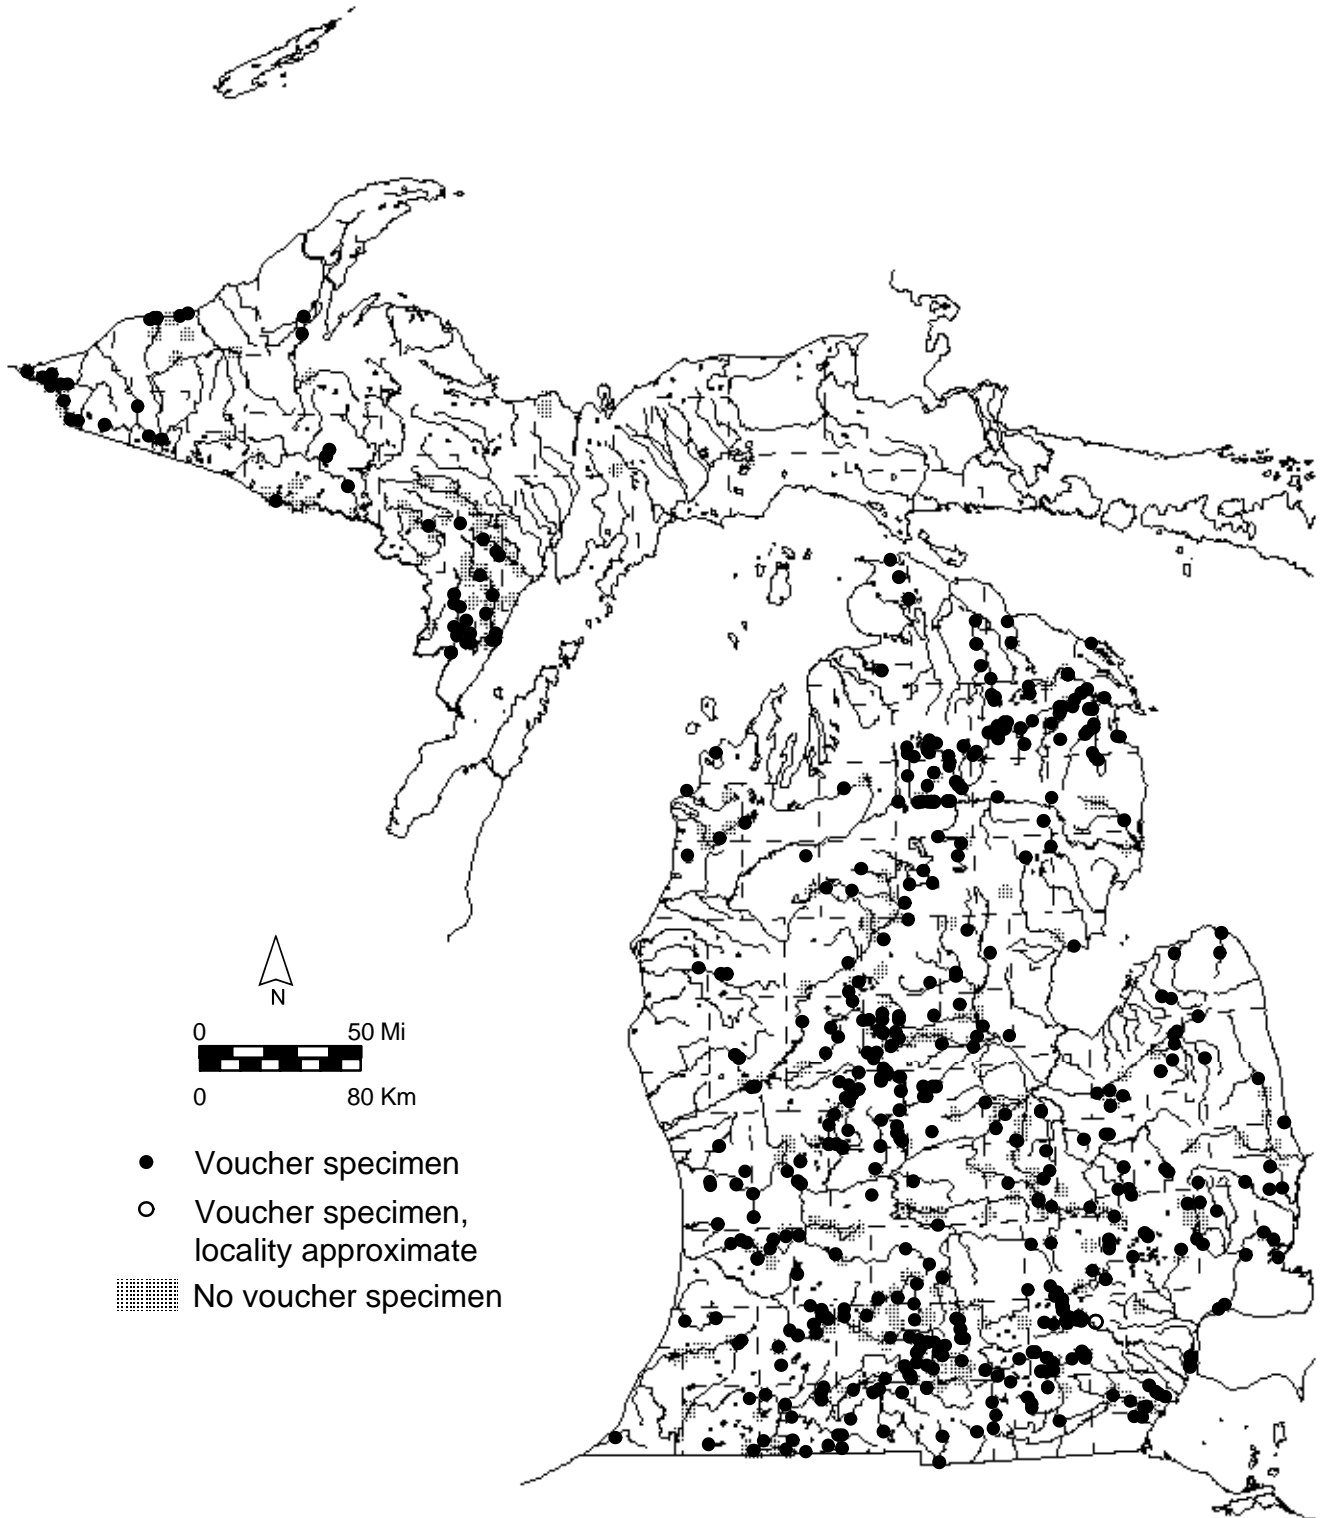 N
0 50 Mi
0 80 Km
Voucher specimen
Voucher specimen,
locality approximate
No voucher specimen